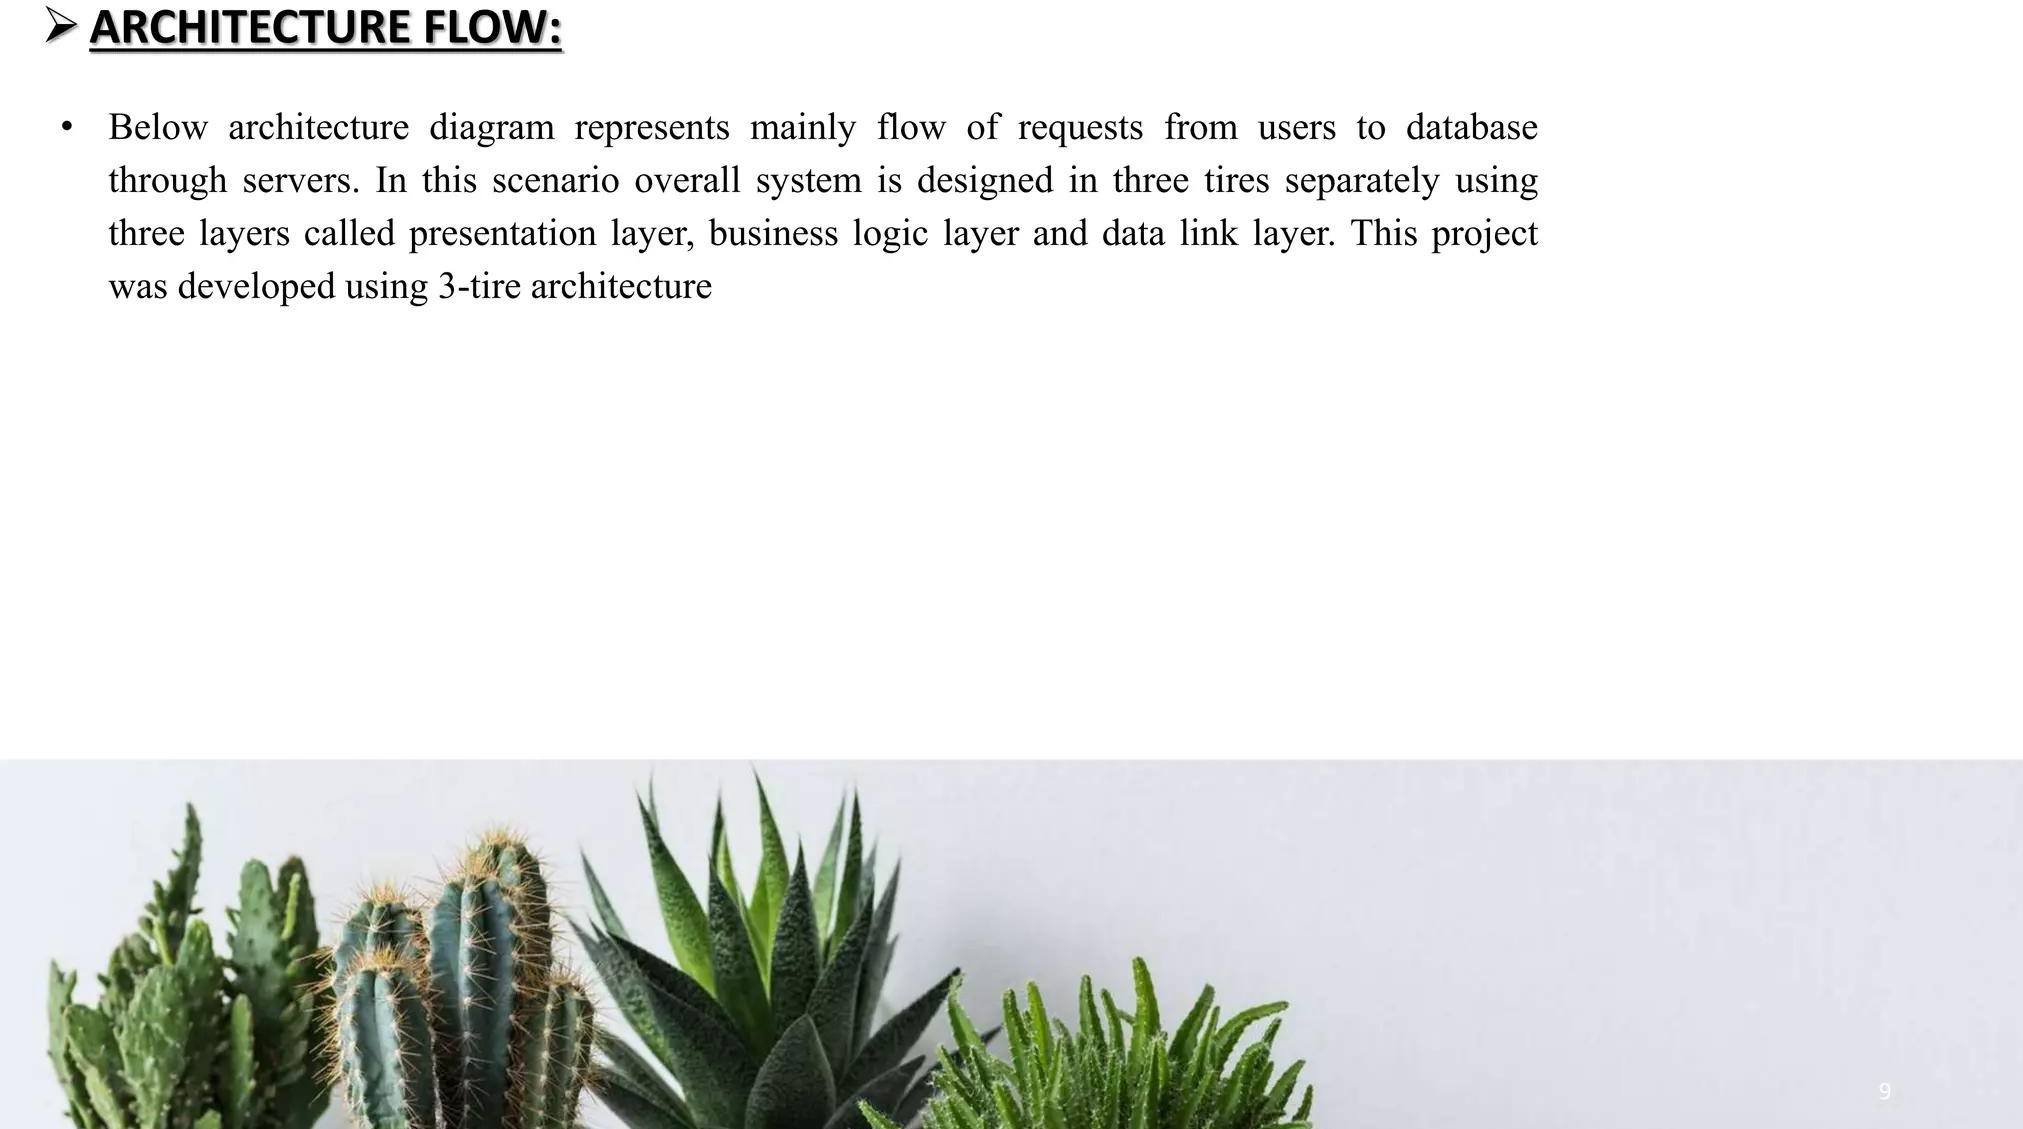 ➢ ARCHITECTURE FLOW:
• Below architecture diagram represents mainly flow of requests from users to database
through servers. In this scenario overall system is designed in three tires separately using
three layers called presentation layer, business logic layer and data link layer. This project
was developed using 3-tire architecture
9